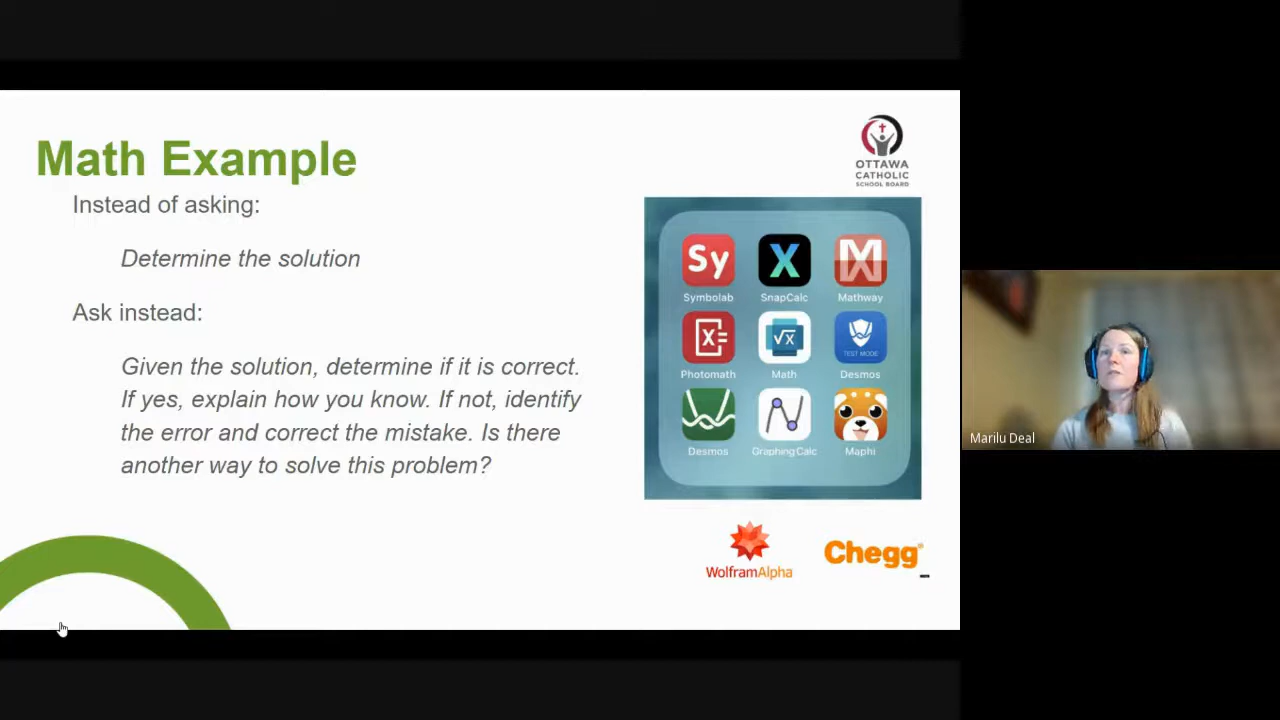 Math Example
Instead of asking:
Determine the solution
Ask instead:
Given the solution, determine if it is correct.
If yes, explain how you know. If not, identify
the error and correct the mistake. Is there
another way to solve this problem?
OTTAWA
CATHOLIC
SCHOOL BOARD
Sy
X
M
Symbolab
SnapCalc
Mathway
X=
√x
TEST MODE
Photomath
Math
Desmos
Desmos
GraphingCalc
Maphi
WolframAlpha
Chegg®
Marilu Deal